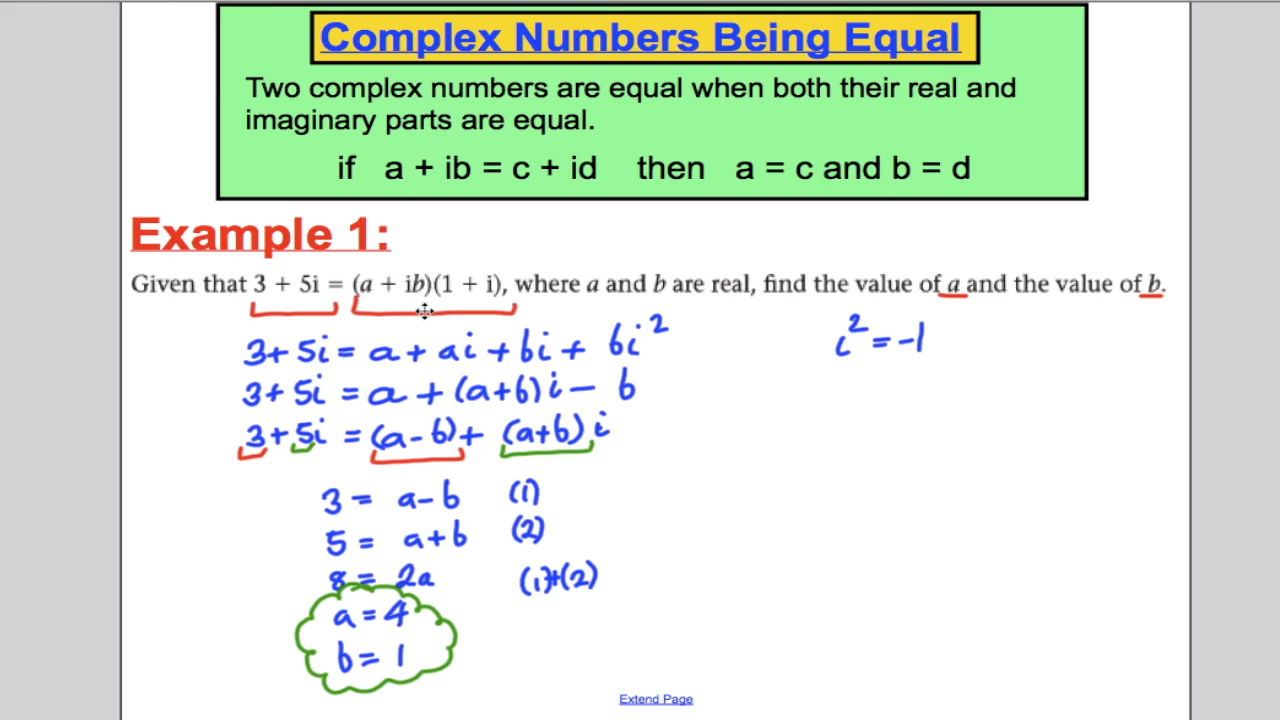 Complex Numbers Being Equal
Two complex numbers are equal when both their real and
imaginary parts are equal.
if a + ib = c + id then a = c and b = d
Example 1:
Given that 3 + 5i = (a + ib)(1 + i), where a and b are real, find the value of a and the value of b.
3 + 5i = a + ai + bi + bi² i² = -1
3 + 5i = a + (a+b)i - b
3 + 5i = (a-b) + (a+b)i
3 = a-b (1)
5 = a+b (2)
8 = 2a (1)+(2)
a = 4
b = 1
Extend Page